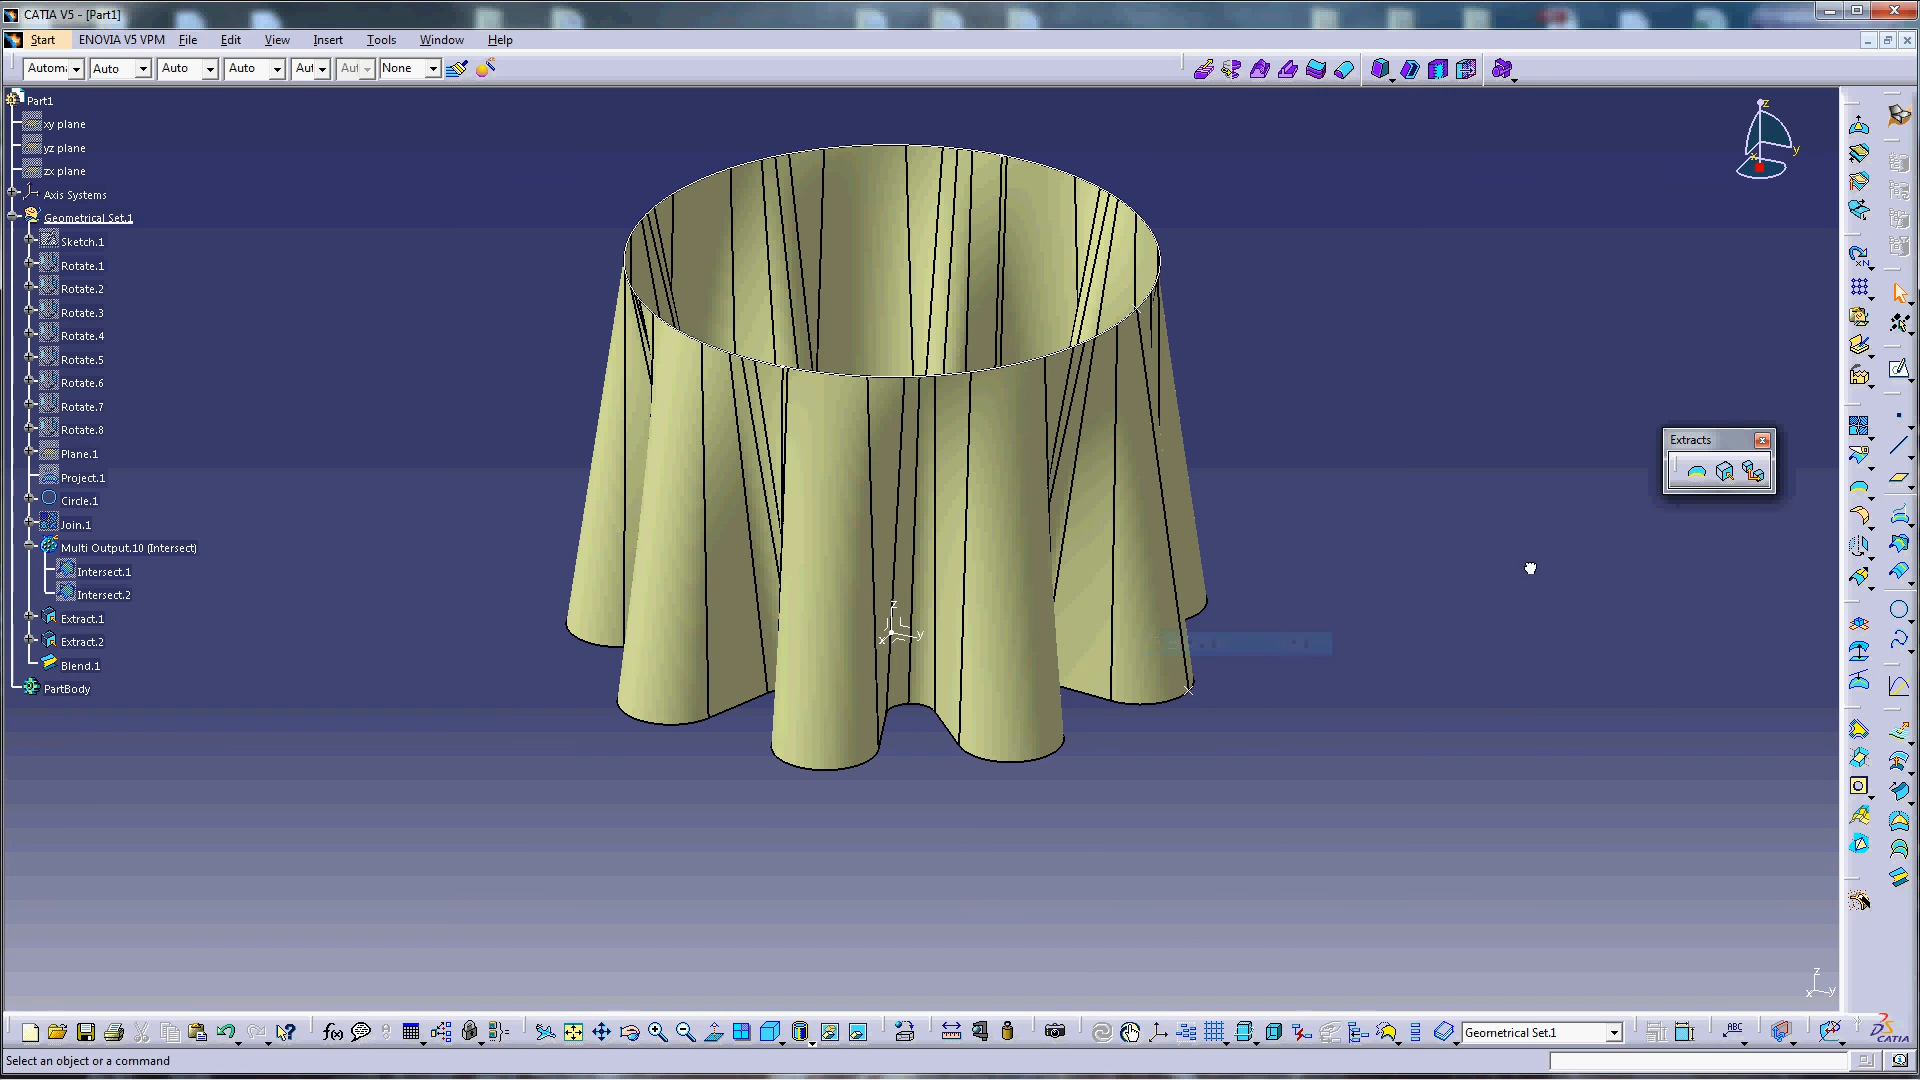 CATIA V5 - [Part1]
Start ENOVIA V5 VPM File Edit View Insert Tools Window Help
Auto Auto Auto None
Part1
xy plane
yz plane
zx plane
Axis Systems
Geometrical Set.1
Sketch.1
Rotate.1
Rotate.2
Rotate.3
Rotate.4
Rotate.5
Rotate.6
Rotate.7
Rotate.8
Plane.1
Project.1
Circle.1
Join.1
Multi Output.10 (Intersect)
Intersect.1
Intersect.2
Extract.1
Extract.2
Blend.1
PartBody
z
y
x
Extracts
z
y
x
z
x y
f(x)
Geometrical Set.1
ABC
CATIA
Select an object or a command